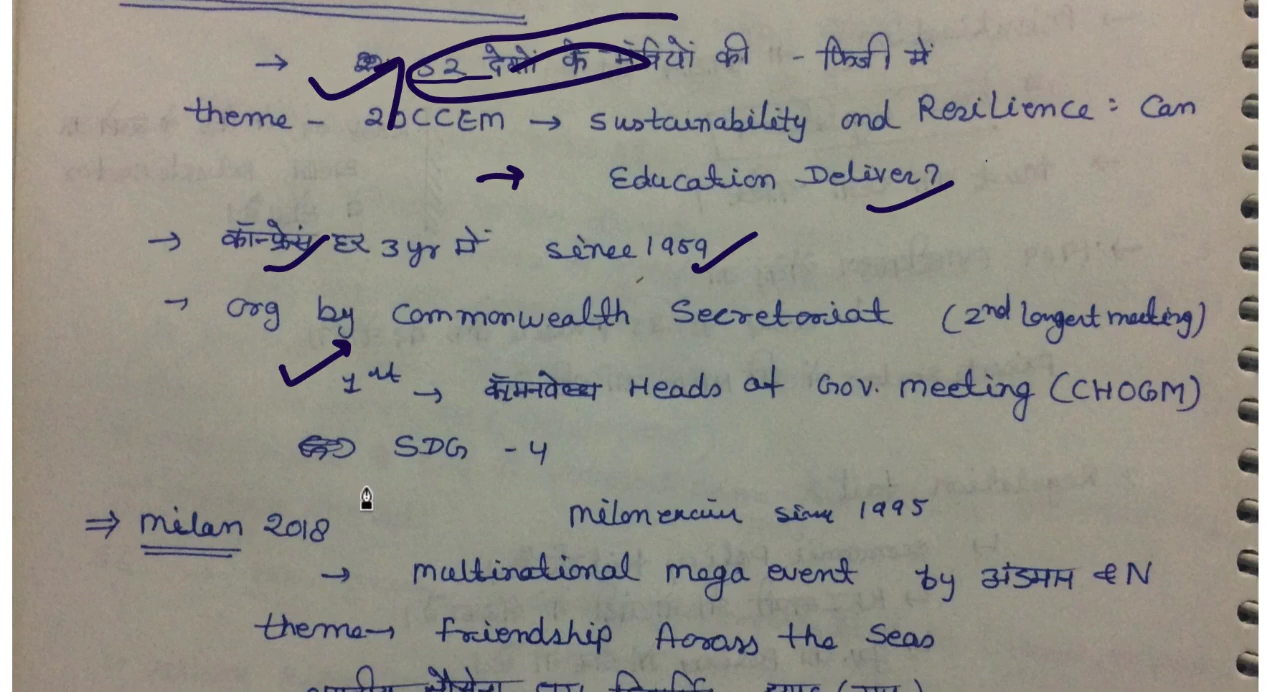 → 52 देशों के मंत्रियों की - फिजी में
theme - 20CCEM → Sustainability and Resilience: Can
→ Education Deliver?
→ कॉन्फ्रेंस हर 3 yr में since 1959
→ Org by Commonwealth Secretariat (2nd longest meeting)
1st → कॉमनवेल्थ Heads of Gov. meeting (CHOGM)
SDG - 4
⇒ Milan 2018 since 1995
→ multinational mega event by अंडमान & N
theme → Friendship Across the Seas